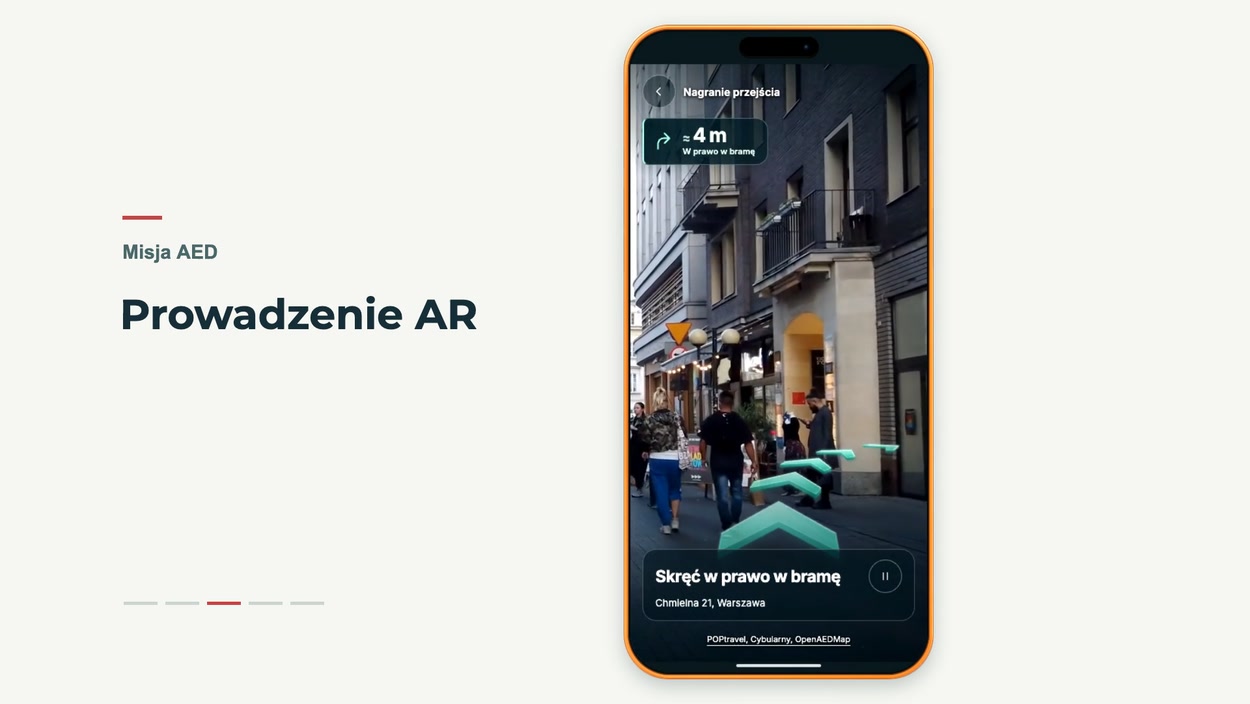 Misja AED
Prowadzenie AR
Nagranie przejścia
≈ 4 m
W prawo w bramę
Skręć w prawo w bramę
Chmielna 21, Warszawa
POPtravel, Cybularny, OpenAEDMap